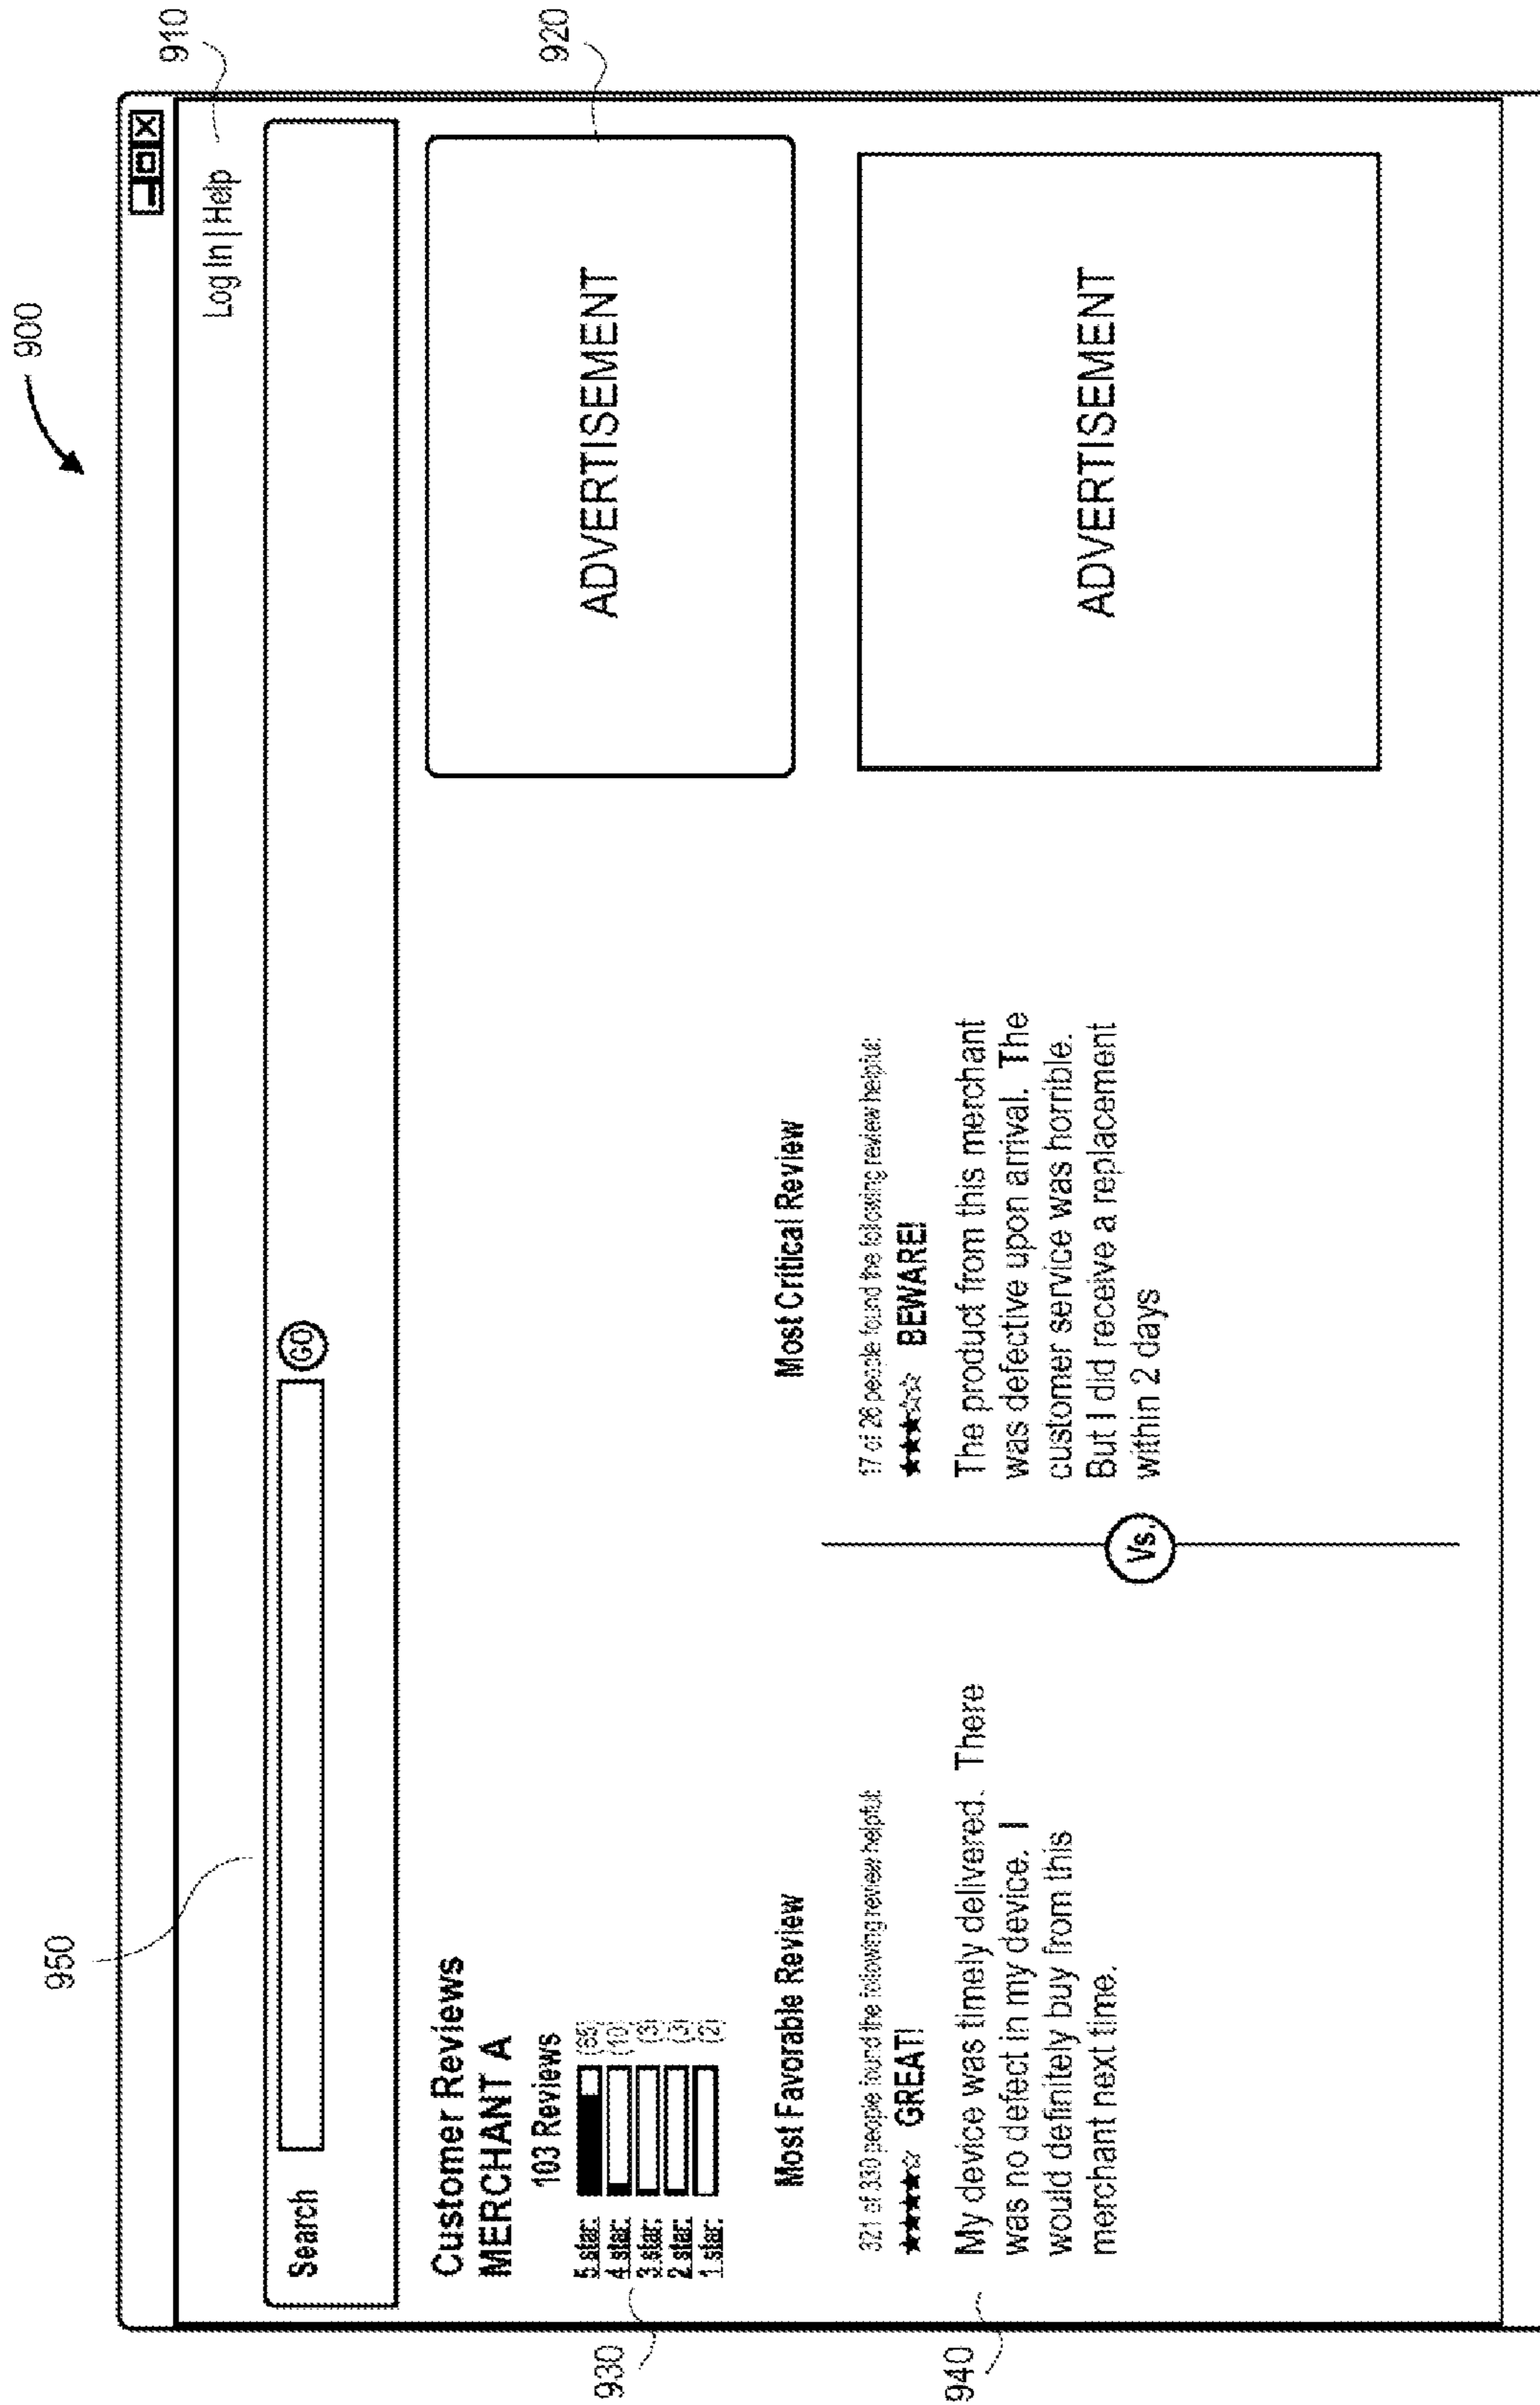 900
910
950
Log In | Help
Search
GO
Customer Reviews
MERCHANT A
103 Reviews
5 star:
4 star: (10)
3 star: (3)
2 star: (3)
1 star: (2)
920
ADVERTISEMENT
930
Most Favorable Review
321 of 330 people found the following review helpful:
GREAT!
My device was timely delivered. There
was no defect in my device. I
would definitely buy from this
merchant next time.
940
Vs.
Most Critical Review
17 of 26 people found the following review helpful:
BEWARE!
The product from this merchant
was defective upon arrival. The
customer service was horrible.
But I did receive a replacement
within 2 days
ADVERTISEMENT